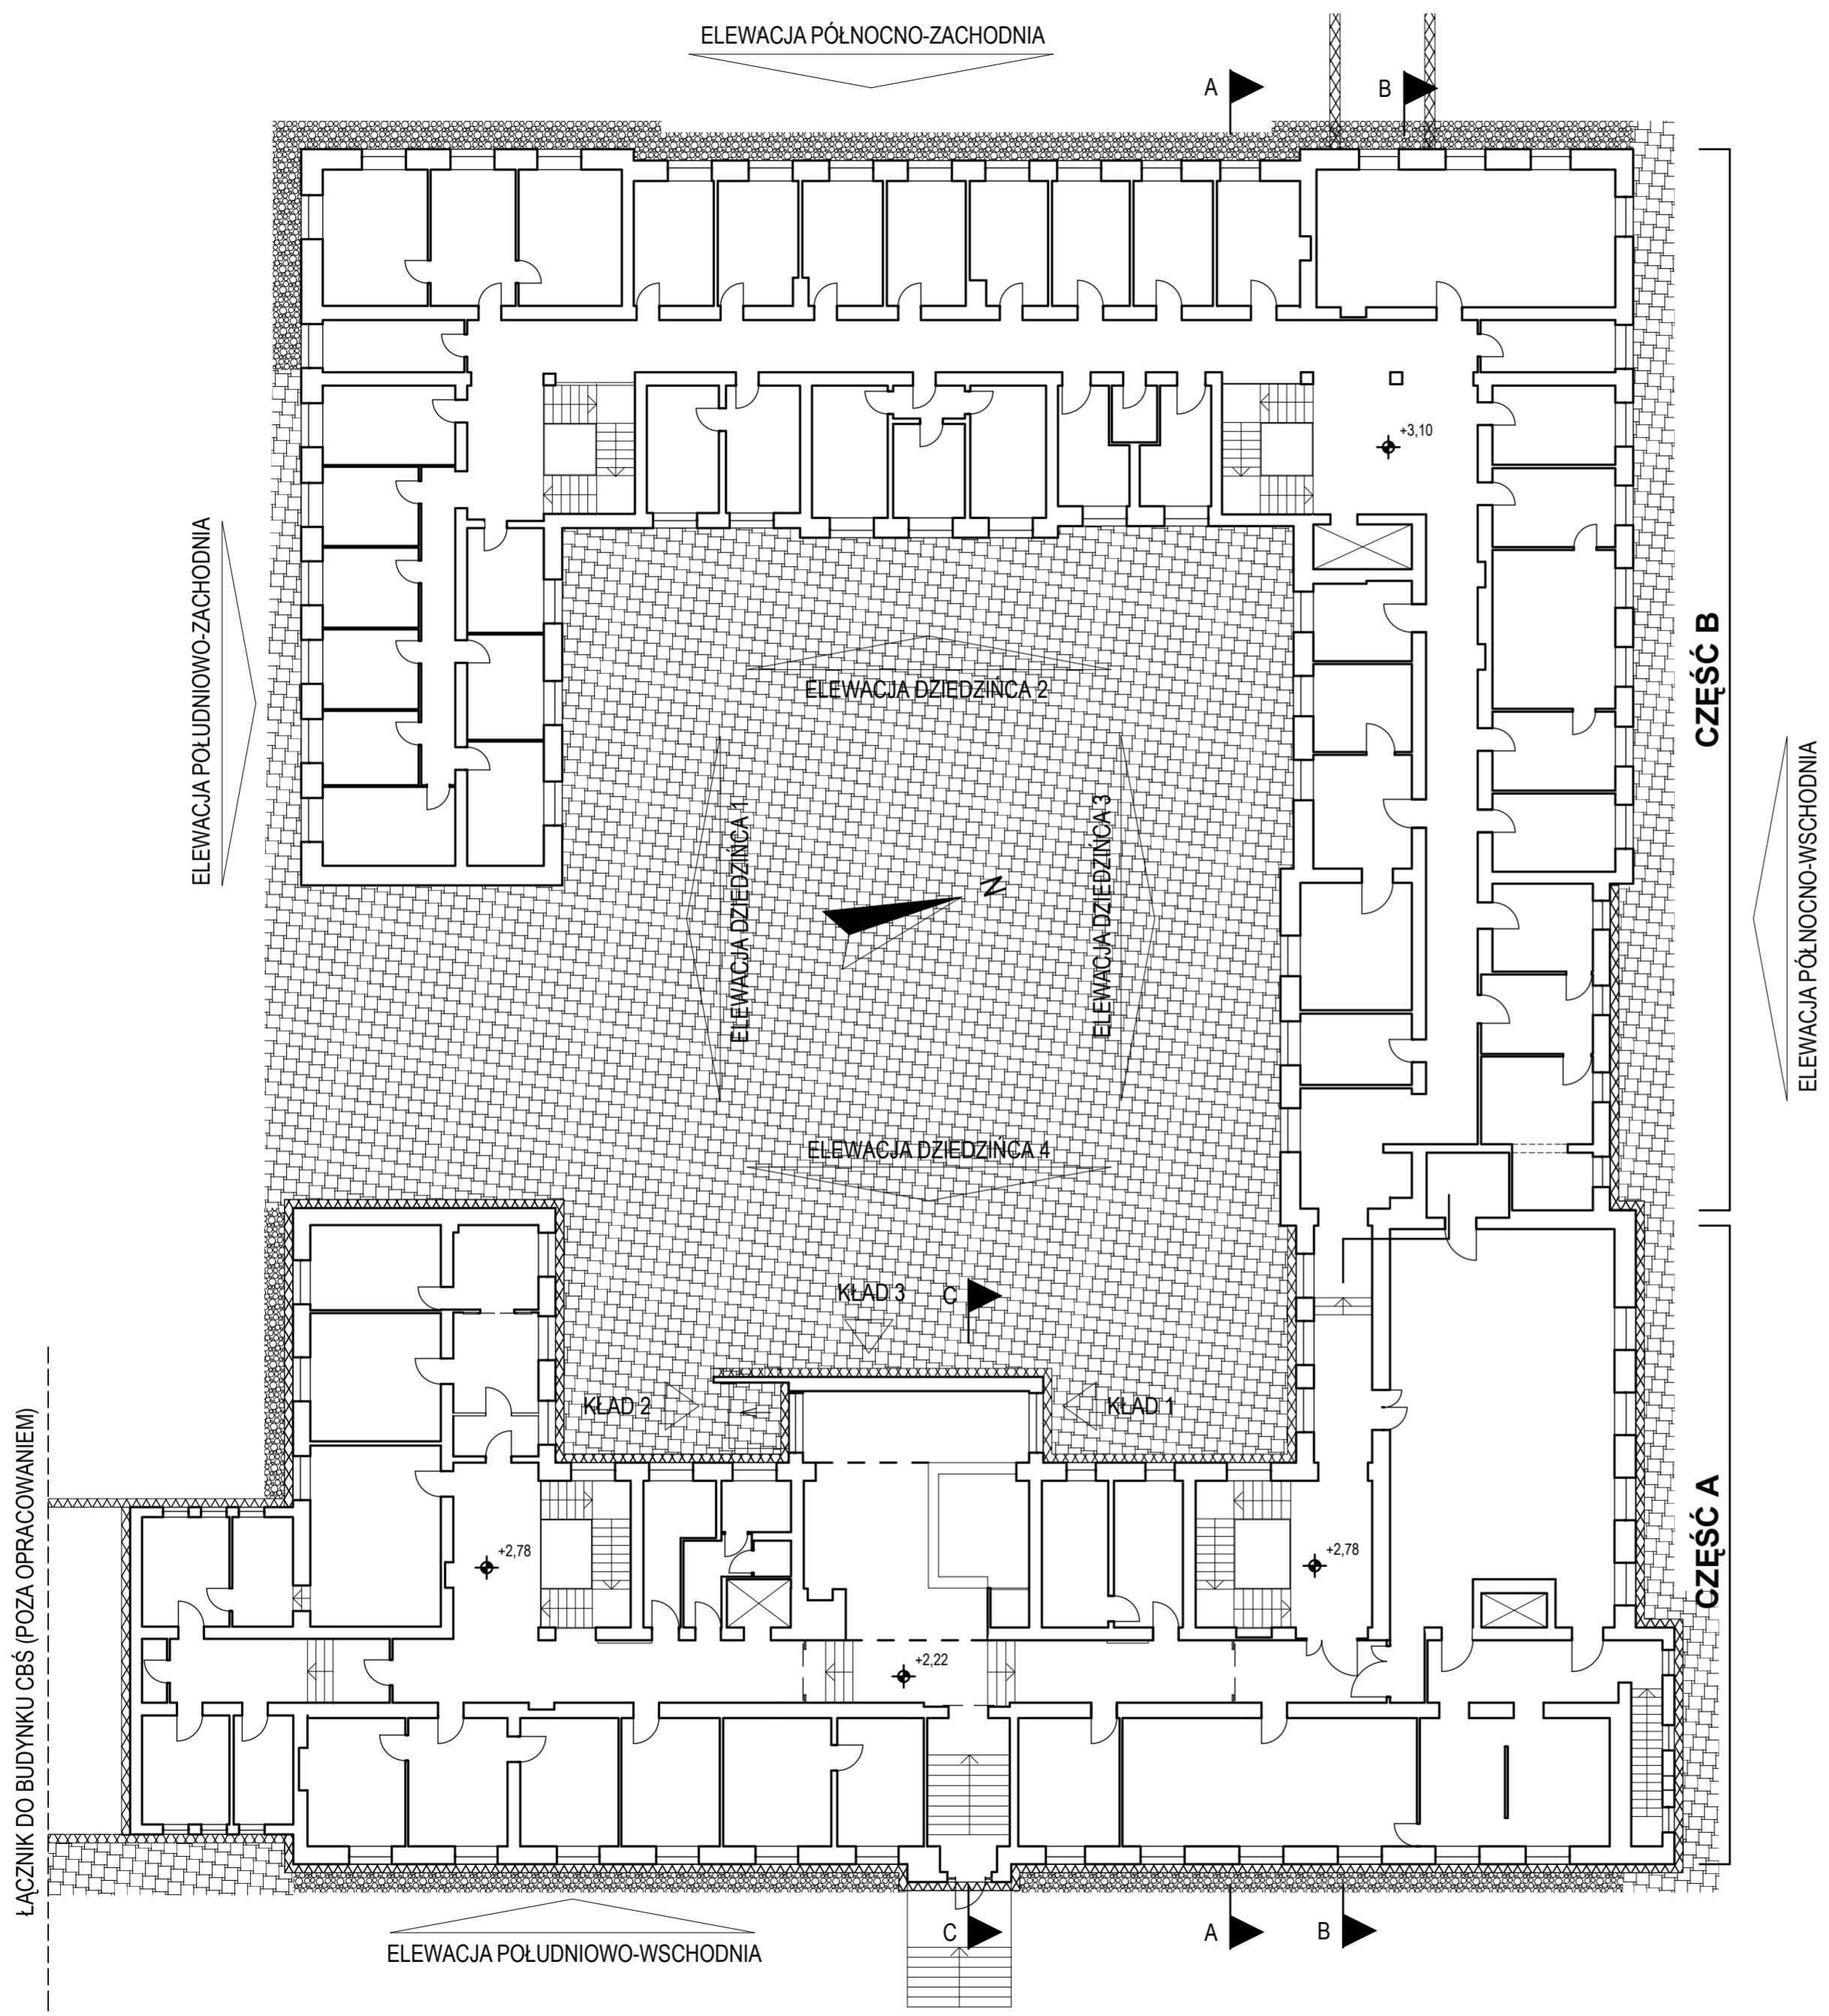 ELEWACJA PÓŁNOCNO-ZACHODNIA
A
B
+3,10
ELEWACJA POŁUDNIOWO-ZACHODNIA
CZĘŚĆ B
ELEWACJA DZIEDZIŃCA 2
ELEWACJA DZIEDZIŃCA 1
ELEWACJA DZIEDZIŃCA 3
N
ELEWACJA PÓŁNOCNO-WSCHODNIA
ELEWACJA DZIEDZIŃCA 4
KŁAD 3
C
KŁAD 2
KŁAD 1
ŁĄCZNIK DO BUDYNKU CBŚ (POZA OPRACOWANIEM)
CZĘŚĆ A
+2,78
+2,78
+2,22
C
A
B
ELEWACJA POŁUDNIOWO-WSCHODNIA